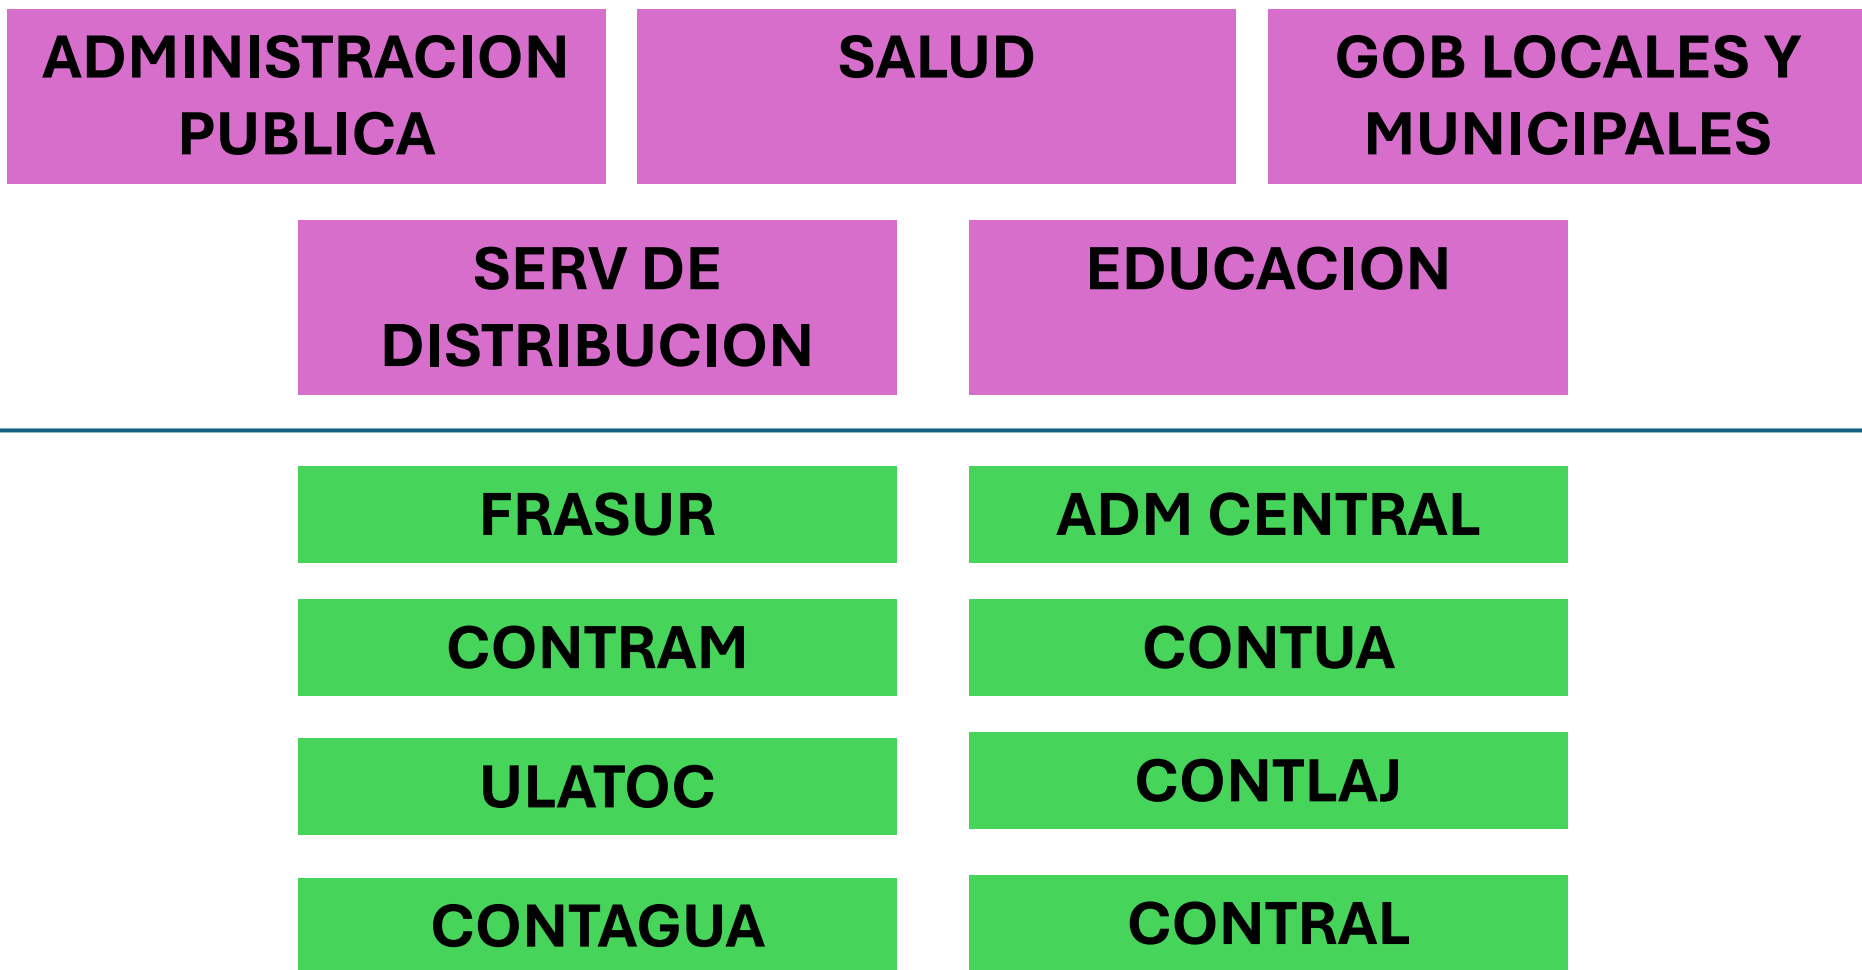 ADMINISTRACION
PUBLICA
SALUD
GOB LOCALES Y
MUNICIPALES
SERV DE
DISTRIBUCION
EDUCACION
FRASUR
ADM CENTRAL
CONTRAM
CONTUA
ULATOC
CONTLAJ
CONTAGUA
CONTRAL